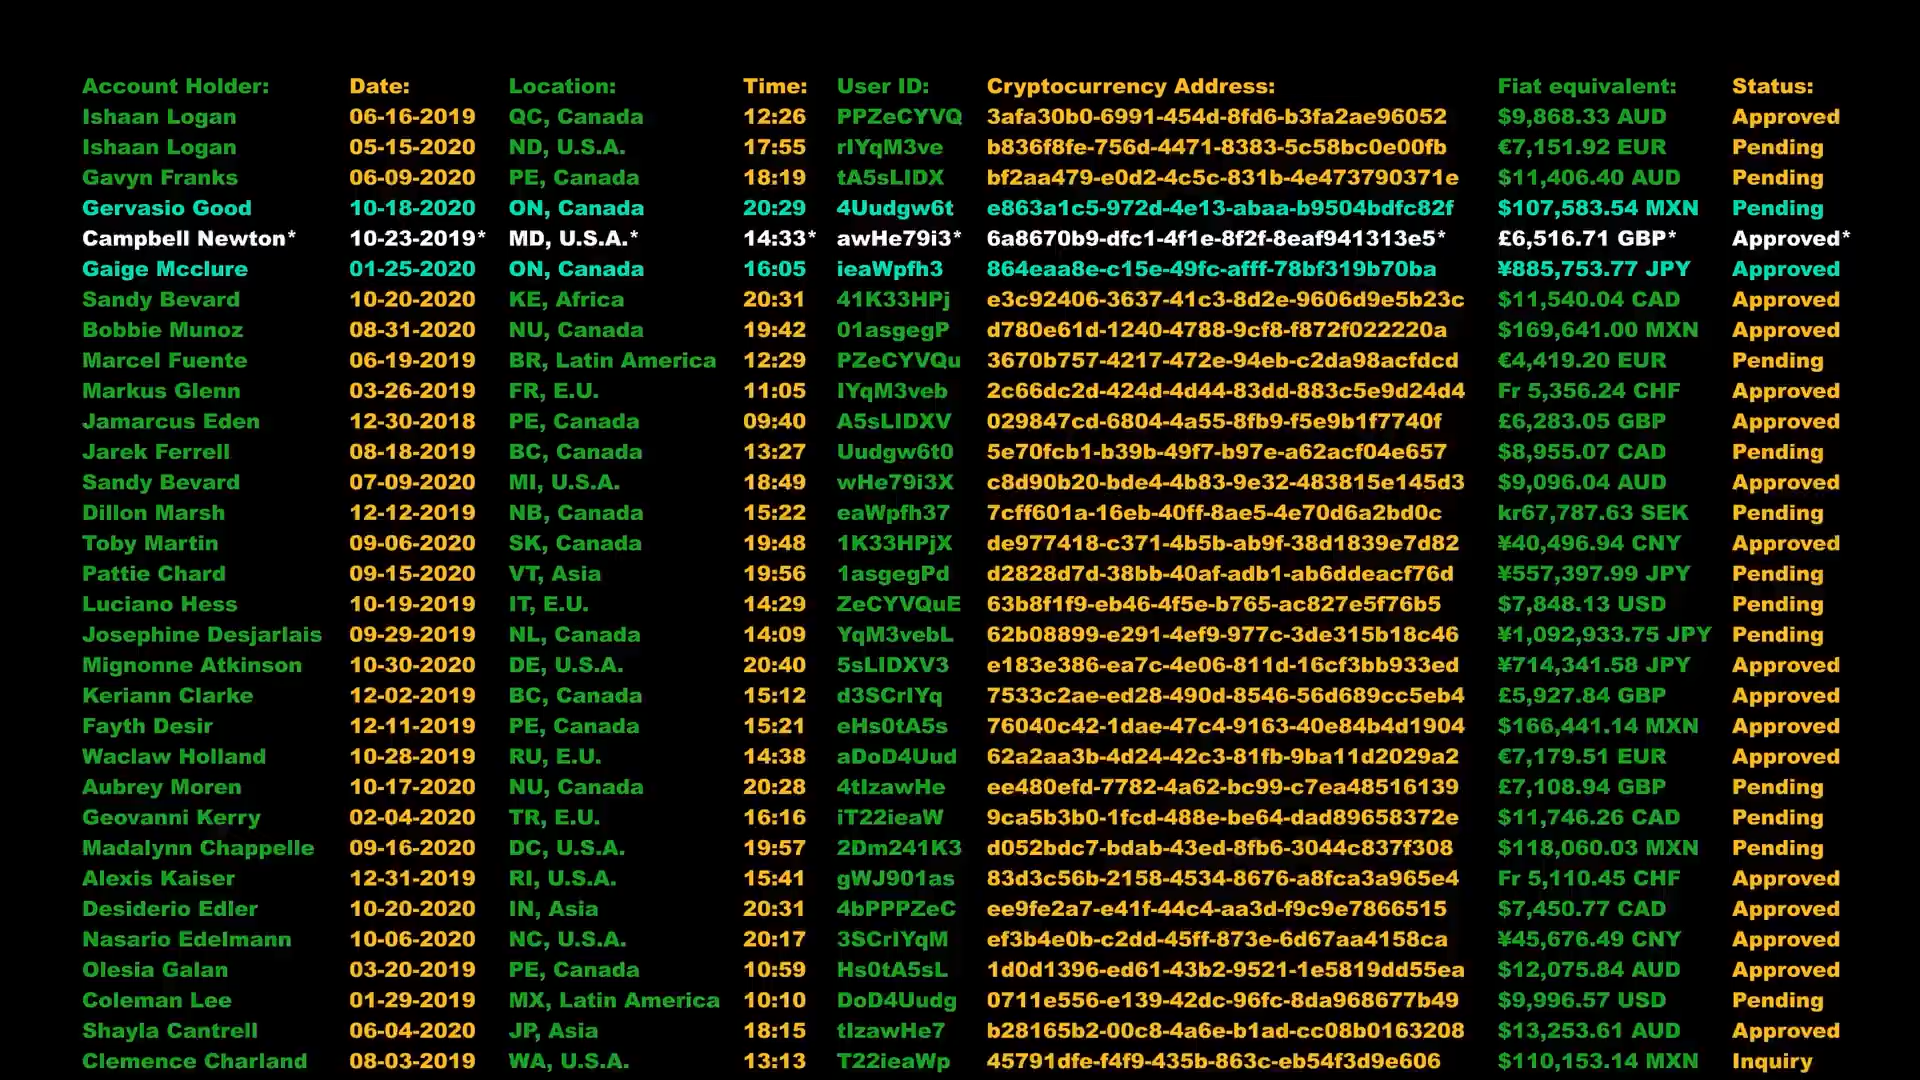 Account Holder: Date: Location: Time: User ID: Cryptocurrency Address: Fiat equivalent: Status:
Ishaan Logan 06-16-2019 QC, Canada 12:26 PPZeCYVQ 3afa30b0-6991-454d-8fd6-b3fa2ae96052 $9,868.33 AUD Approved
Ishaan Logan 05-15-2020 ND, U.S.A. 17:55 rIYqM3ve b836f8fe-756d-4471-8383-5c58bc0e00fb €7,151.92 EUR Pending
Gavyn Franks 06-09-2020 PE, Canada 18:19 tA5sLIDX bf2aa479-e0d2-4c5c-831b-4e473790371e $11,406.40 AUD Pending
Gervasio Good 10-18-2020 ON, Canada 20:29 4Uudgw6t e863a1c5-972d-4e13-abaa-b9504bdfc82f $107,583.54 MXN Pending
Campbell Newton* 10-23-2019* MD, U.S.A.* 14:33* awHe79i3* 6a8670b9-dfc1-4f1e-8f2f-8eaf941313e5* £6,516.71 GBP* Approved*
Gaige Mcclure 01-25-2020 ON, Canada 16:05 ieaWpfh3 864eaa8e-c15e-49fc-afff-78bf319b70ba ¥885,753.77 JPY Approved
Sandy Bevard 10-20-2020 KE, Africa 20:31 41K33HPj e3c92406-3637-41c3-8d2e-9606d9e5b23c $11,540.04 CAD Approved
Bobbie Munoz 08-31-2020 NU, Canada 19:42 01asgegP d780e61d-1240-4788-9cf8-f872f022220a $169,641.00 MXN Approved
Marcel Fuente 06-19-2019 BR, Latin America 12:29 PZeCYVQu 3670b757-4217-472e-94eb-c2da98acfdcd €4,419.20 EUR Pending
Markus Glenn 03-26-2019 FR, E.U. 11:05 IYqM3veb 2c66dc2d-424d-4d44-83dd-883c5e9d24d4 Fr 5,356.24 CHF Approved
Jamarcus Eden 12-30-2018 PE, Canada 09:40 A5sLIDXV 029847cd-6804-4a55-8fb9-f5e9b1f7740f £6,283.05 GBP Approved
Jarek Ferrell 08-18-2019 BC, Canada 13:27 Uudgw6t0 5e70fcb1-b39b-49f7-b97e-a62acf04e657 $8,955.07 CAD Pending
Sandy Bevard 07-09-2020 MI, U.S.A. 18:49 wHe79i3X c8d90b20-bde4-4b83-9e32-483815e145d3 $9,096.04 AUD Approved
Dillon Marsh 12-12-2019 NB, Canada 15:22 eaWpfh37 7cff601a-16eb-40ff-8ae5-4e70d6a2bd0c kr67,787.63 SEK Pending
Toby Martin 09-06-2020 SK, Canada 19:48 1K33HPjX de977418-c371-4b5b-ab9f-38d1839e7d82 ¥40,496.94 CNY Approved
Pattie Chard 09-15-2020 VT, Asia 19:56 1asgegPd d2828d7d-38bb-40af-adb1-ab6ddeacf76d ¥557,397.99 JPY Pending
Luciano Hess 10-19-2019 IT, E.U. 14:29 ZeCYVQuE 63b8f1f9-eb46-4f5e-b765-ac827e5f76b5 $7,848.13 USD Pending
Josephine Desjarlais 09-29-2019 NL, Canada 14:09 YqM3vebL 62b08899-e291-4ef9-977c-3de315b18c46 ¥1,092,933.75 JPY Pending
Mignonne Atkinson 10-30-2020 DE, U.S.A. 20:40 5sLIDXV3 e183e386-ea7c-4e06-811d-16cf3bb933ed ¥714,341.58 JPY Approved
Keriann Clarke 12-02-2019 BC, Canada 15:12 d3SCrIYq 7533c2ae-ed28-490d-8546-56d689cc5eb4 £5,927.84 GBP Approved
Fayth Desir 12-11-2019 PE, Canada 15:21 eHs0tA5s 76040c42-1dae-47c4-9163-40e84b4d1904 $166,441.14 MXN Approved
Waclaw Holland 10-28-2019 RU, E.U. 14:38 aDoD4Uud 62a2aa3b-4d24-42c3-81fb-9ba11d2029a2 €7,179.51 EUR Approved
Aubrey Moren 10-17-2020 NU, Canada 20:28 4tIzawHe ee480efd-7782-4a62-bc99-c7ea48516139 £7,108.94 GBP Pending
Geovanni Kerry 02-04-2020 TR, E.U. 16:16 iT22ieaW 9ca5b3b0-1fcd-488e-be64-dad89658372e $11,746.26 CAD Pending
Madalynn Chappelle 09-16-2020 DC, U.S.A. 19:57 2Dm241K3 d052bdc7-bdab-43ed-8fb6-3044c837f308 $118,060.03 MXN Pending
Alexis Kaiser 12-31-2019 RI, U.S.A. 15:41 gWJ901as 83d3c56b-2158-4534-8676-a8fca3a965e4 Fr 5,110.45 CHF Approved
Desiderio Edler 10-20-2020 IN, Asia 20:31 4bPPPZeC ee9fe2a7-e41f-44c4-aa3d-f9c9e7866515 $7,450.77 CAD Approved
Nasario Edelmann 10-06-2020 NC, U.S.A. 20:17 3SCrIYqM ef3b4e0b-c2dd-45ff-873e-6d67aa4158ca ¥45,676.49 CNY Approved
Olesia Galan 03-20-2019 PE, Canada 10:59 Hs0tA5sL 1d0d1396-ed61-43b2-9521-1e5819dd55ea $12,075.84 AUD Approved
Coleman Lee 01-29-2019 MX, Latin America 10:10 DoD4Uudg 0711e556-e139-42dc-96fc-8da968677b49 $9,996.57 USD Pending
Shayla Cantrell 06-04-2020 JP, Asia 18:15 tIzawHe7 b28165b2-00c8-4a6e-b1ad-cc08b0163208 $13,253.61 AUD Approved
Clemence Charland 08-03-2019 WA, U.S.A. 13:13 T22ieaWp 45791dfe-f4f9-435b-863c-eb54f3d9e606 $110,153.14 MXN Inquiry